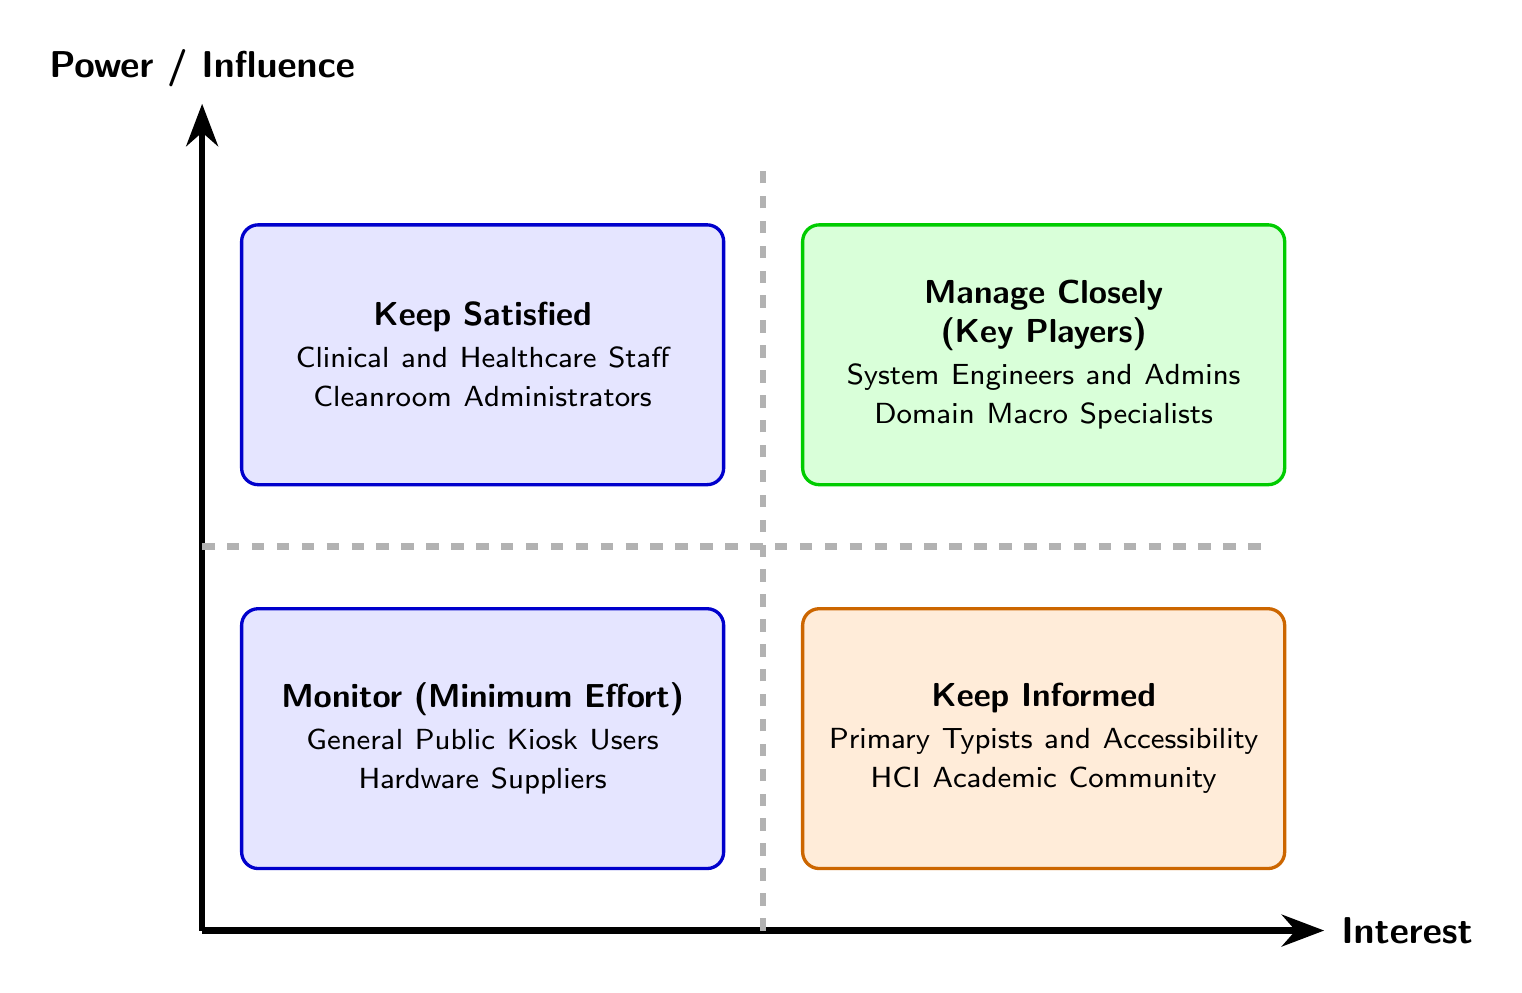 Power / Influence
Keep Satisfied
Clinical and Healthcare Staff
Cleanroom Administrators
Manage Closely
(Key Players)
System Engineers and Admins
Domain Macro Specialists
Monitor (Minimum Effort)
General Public Kiosk Users
Hardware Suppliers
Keep Informed
Primary Typists and Accessibility
HCI Academic Community
Interest